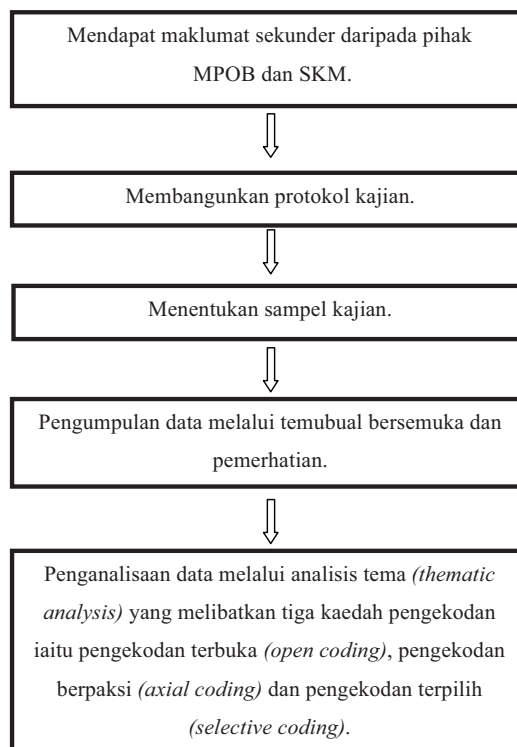 Mendapat maklumat sekunder daripada pihak
MPOB dan SKM.
Membangunkan protokol kajian.
Menentukan sampel kajian.
Pengumpulan data melalui temubual bersemuka dan
pemerhatian.
Penganalisaan data melalui analisis tema (thematic
analysis) yang melibatkan tiga kaedah pengekodan
iaitu pengekodan terbuka (open coding), pengekodan
berpaksi (axial coding) dan pengekodan terpilih
(selective coding).